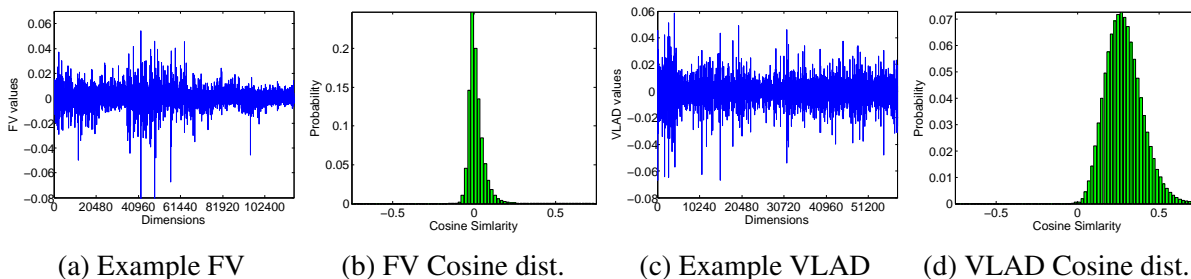 0.06
0.04
0.02
0
−0.02
−0.04
−0.06
−0.08
FV values
0 20480 40960 61440 81920 102400
Dimensions
0.2
0.15
0.1
0.05
0
Probability
−0.5 0 0.5
Cosine Simlarity
0.06
0.04
0.02
0
−0.02
−0.04
−0.06
−0.08
VLAD values
0 10240 20480 30720 40960 51200
Dimensions
0.07
0.06
0.05
0.04
0.03
0.02
0.01
0
Probability
−0.5 0 0.5
Cosine Simlarity
(a) Example FV (b) FV Cosine dist. (c) Example VLAD (d) VLAD Cosine dist.